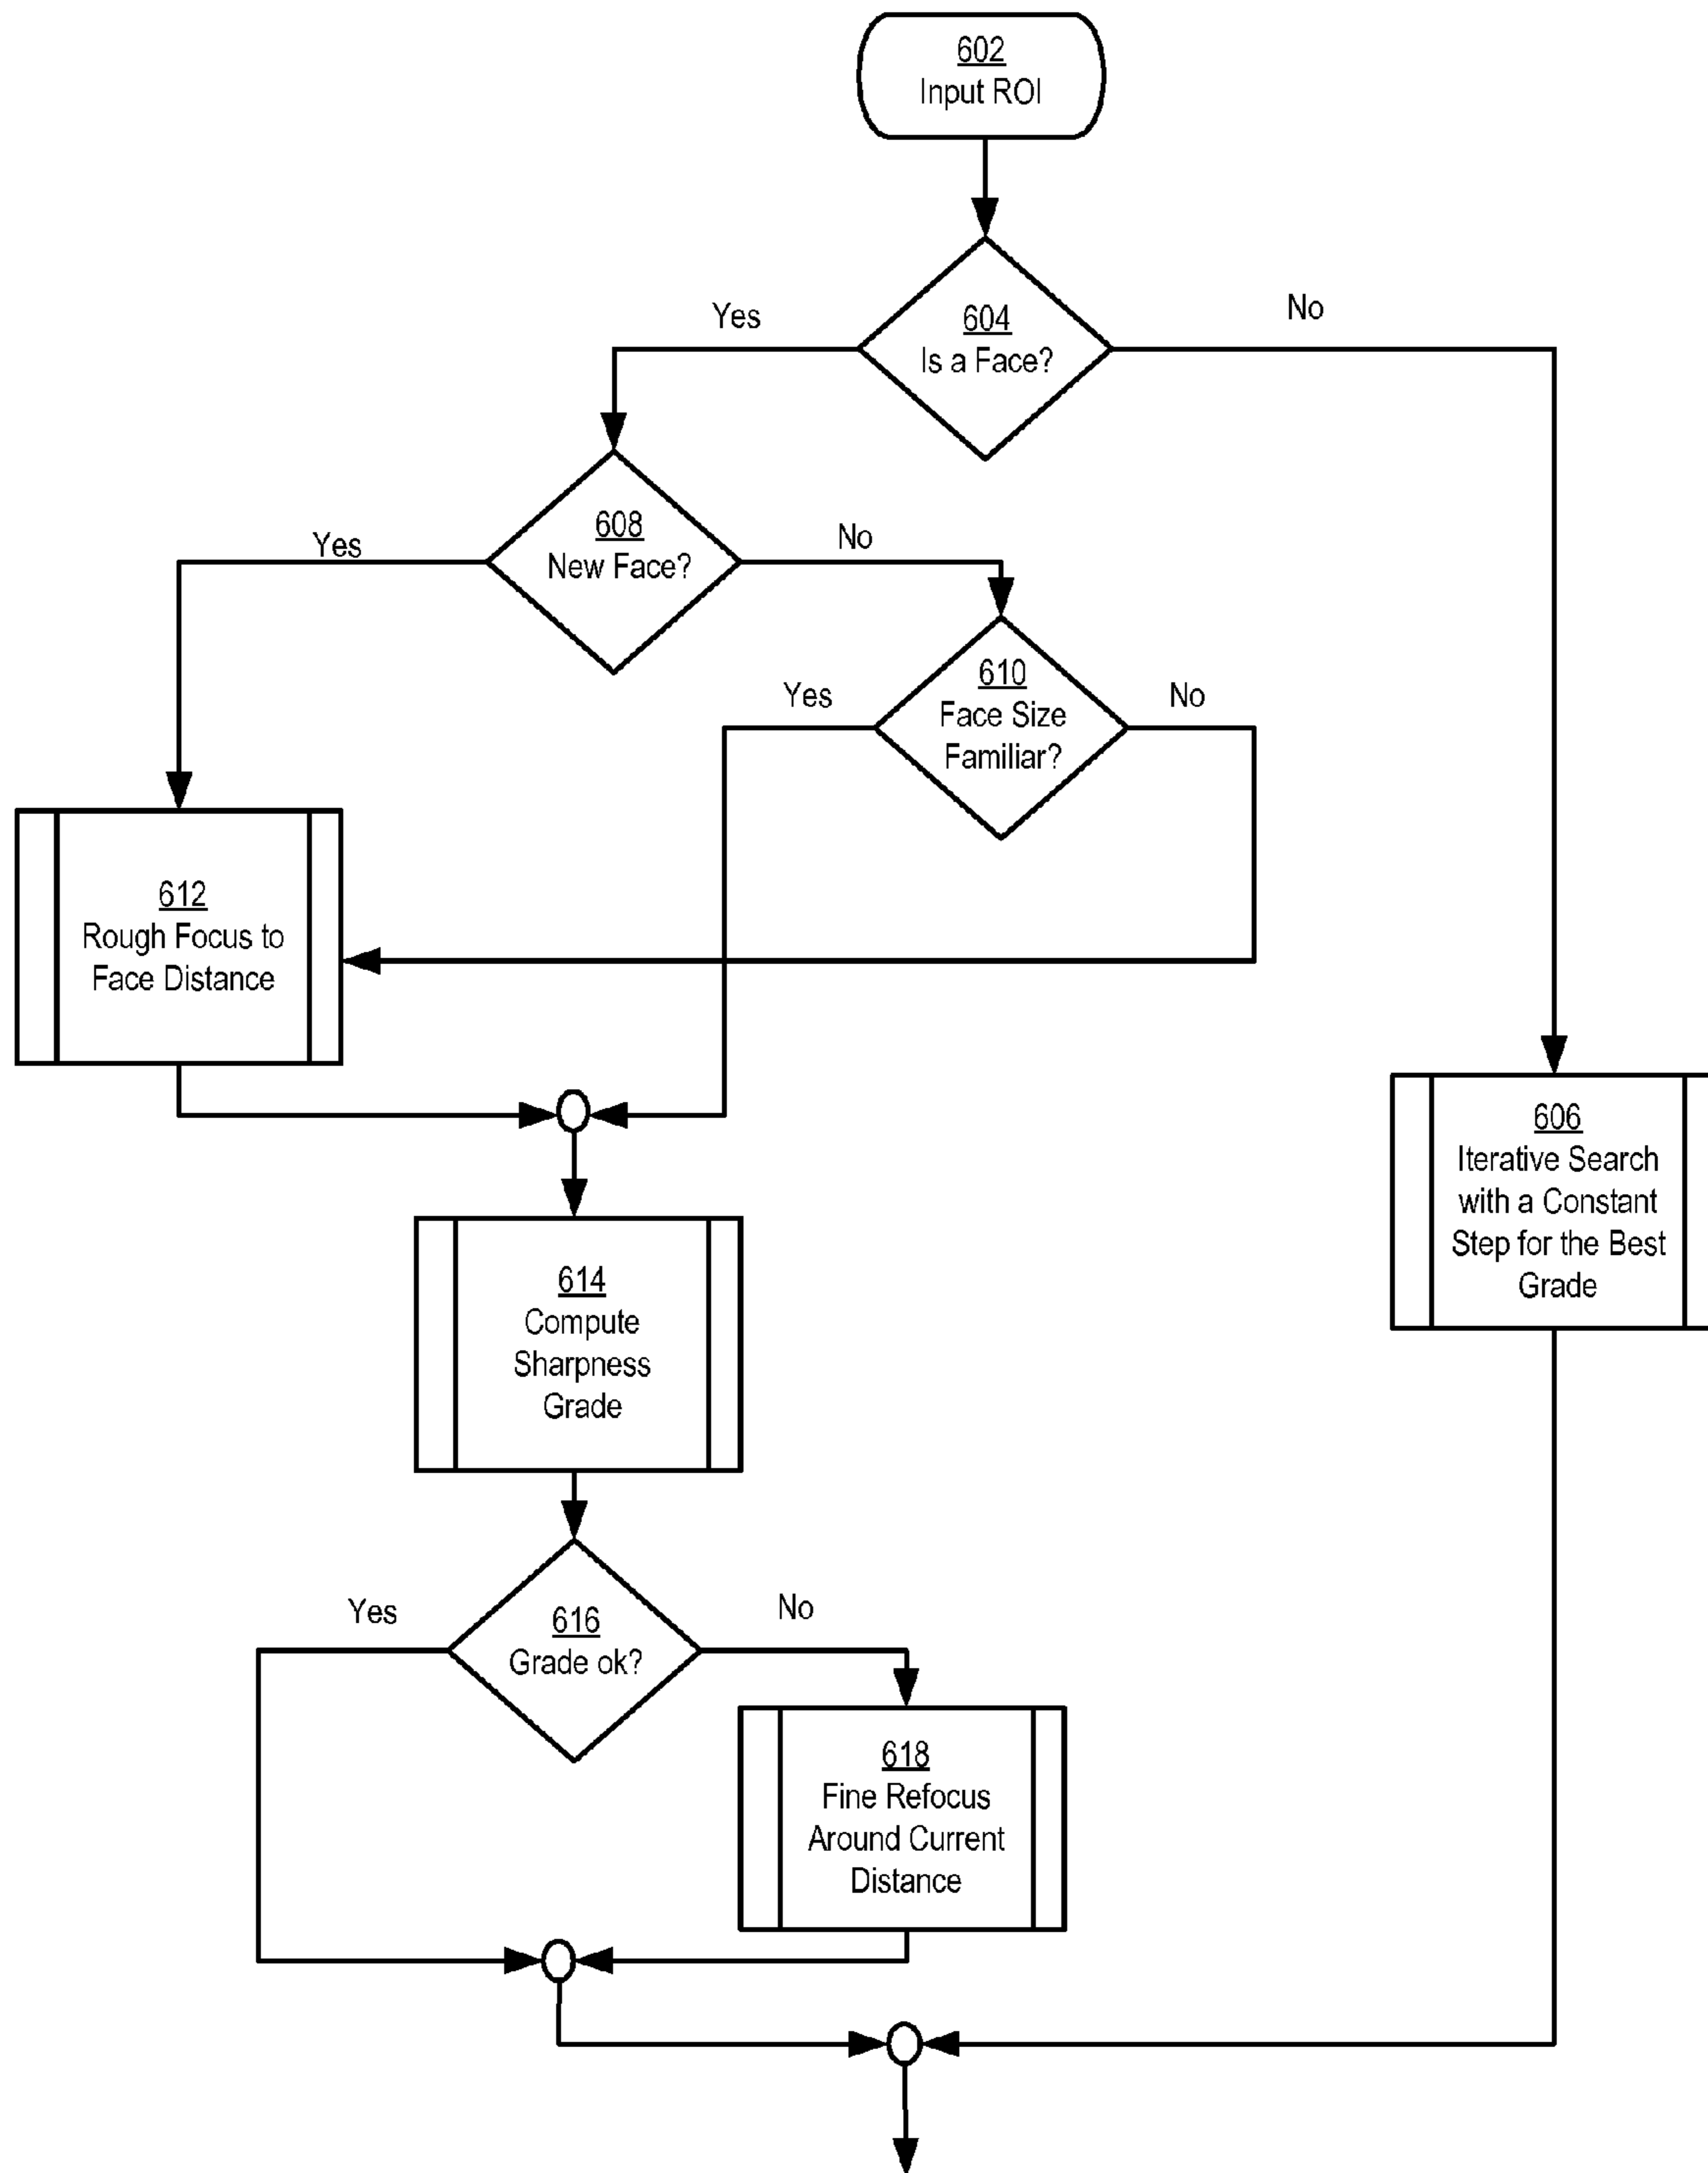 602
Input ROI
604
Is a Face?
Yes
No
608
New Face?
Yes
No
610
Face Size
Familiar?
Yes
No
612
Rough Focus to
Face Distance
606
Iterative Search
with a Constant
Step for the Best
Grade
614
Compute
Sharpness
Grade
616
Grade ok?
Yes
No
618
Fine Refocus
Around Current
Distance